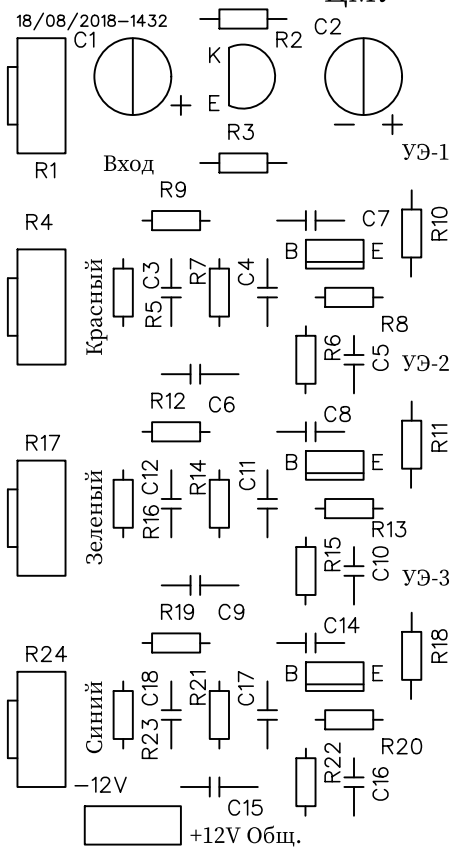 ЦМ.
18/08/2018-1432
C1
R2
C2
K
E
+
R3
− +
УЭ-1
R1
Вход
R9
R4
C7
R10
B E
Красный
C3
R5
R7
C4
R8
R6
C5
УЭ-2
R12
C6
C8
R11
R17
B E
Зеленый
C12
R16
R14
C11
R13
R15
C10
УЭ-3
R19
C9
C14
R18
R24
B E
Синий
C18
R23
R21
C17
R20
R22
C16
-12V
C15
+12V Общ.